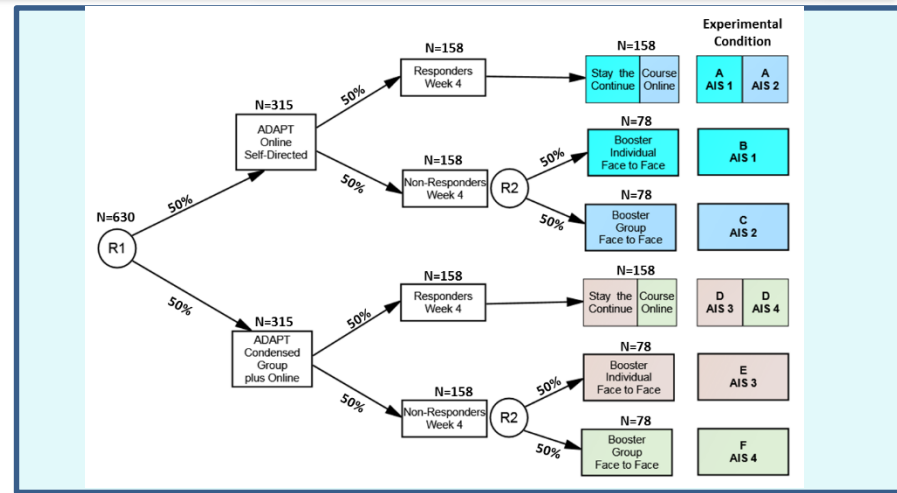 Experimental
Condition
N=158
N=158
Responders
Week 4
Stay the
Continue
Course
Online
A
AIS 1
A
AIS 2
50%
N=315
ADAPT
Online
Self-Directed
N=78
Booster
Individual
Face to Face
B
AIS 1
50%
N=158
Non-Responders
Week 4
R2
50%
50%
N=78
Booster
Group
Face to Face
C
AIS 2
50%
N=630
R1
50%
N=158
N=158
Responders
Week 4
Stay the
Continue
Course
Online
D
AIS 3
D
AIS 4
50%
N=315
ADAPT
Condensed
Group
plus Online
N=78
Booster
Individual
Face to Face
E
AIS 3
50%
N=158
Non-Responders
Week 4
R2
50%
50%
N=78
Booster
Group
Face to Face
F
AIS 4